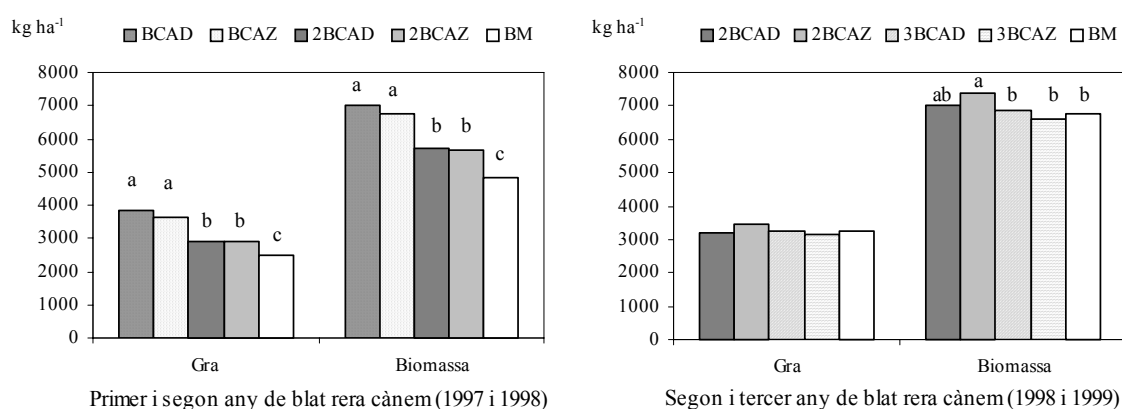 kg ha-1
BCAD BCAZ 2BCAD 2BCAZ BM
8000
7000
6000
5000
4000
3000
2000
1000
0
a a b b c
a a b b c
Gra Biomassa
Primer i segon any de blat rera cànem (1997 i 1998)
kg ha-1
2BCAD 2BCAZ 3BCAD 3BCAZ BM
8000
7000
6000
5000
4000
3000
2000
1000
0
ab a b b b
Gra Biomassa
Segon i tercer any de blat rera cànem (1998 i 1999)